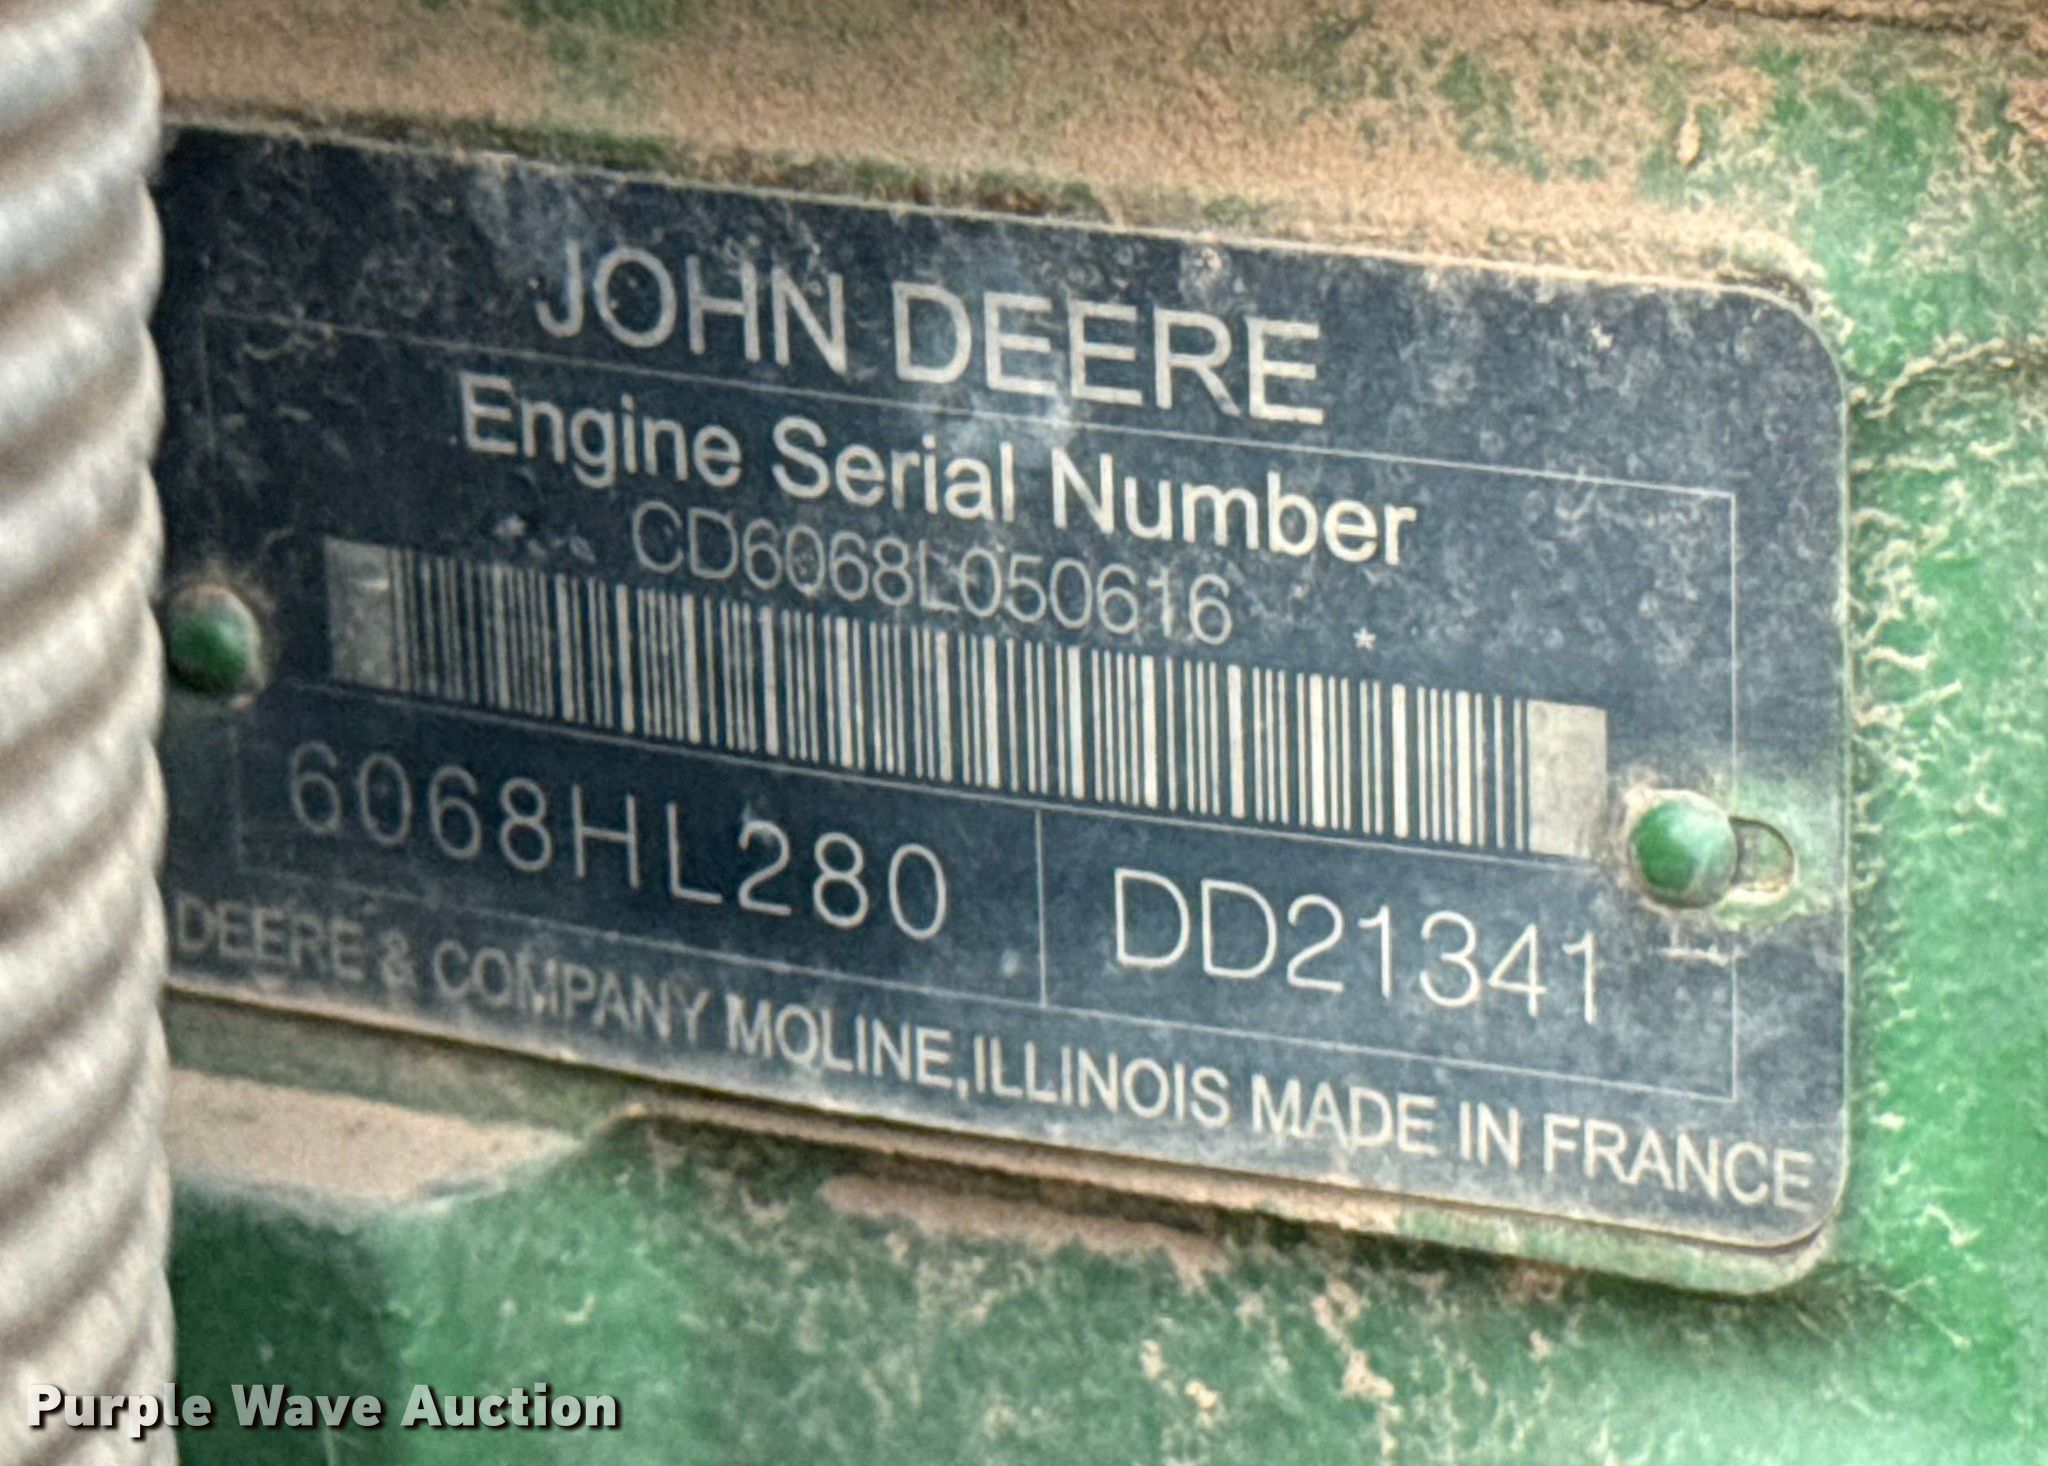 JOHN DEERE
Engine Serial Number
CD6068L050616 *
6068HL280
DD21341
DEERE & COMPANY MOLINE,ILLINOIS MADE IN FRANCE
Purple Wave Auction